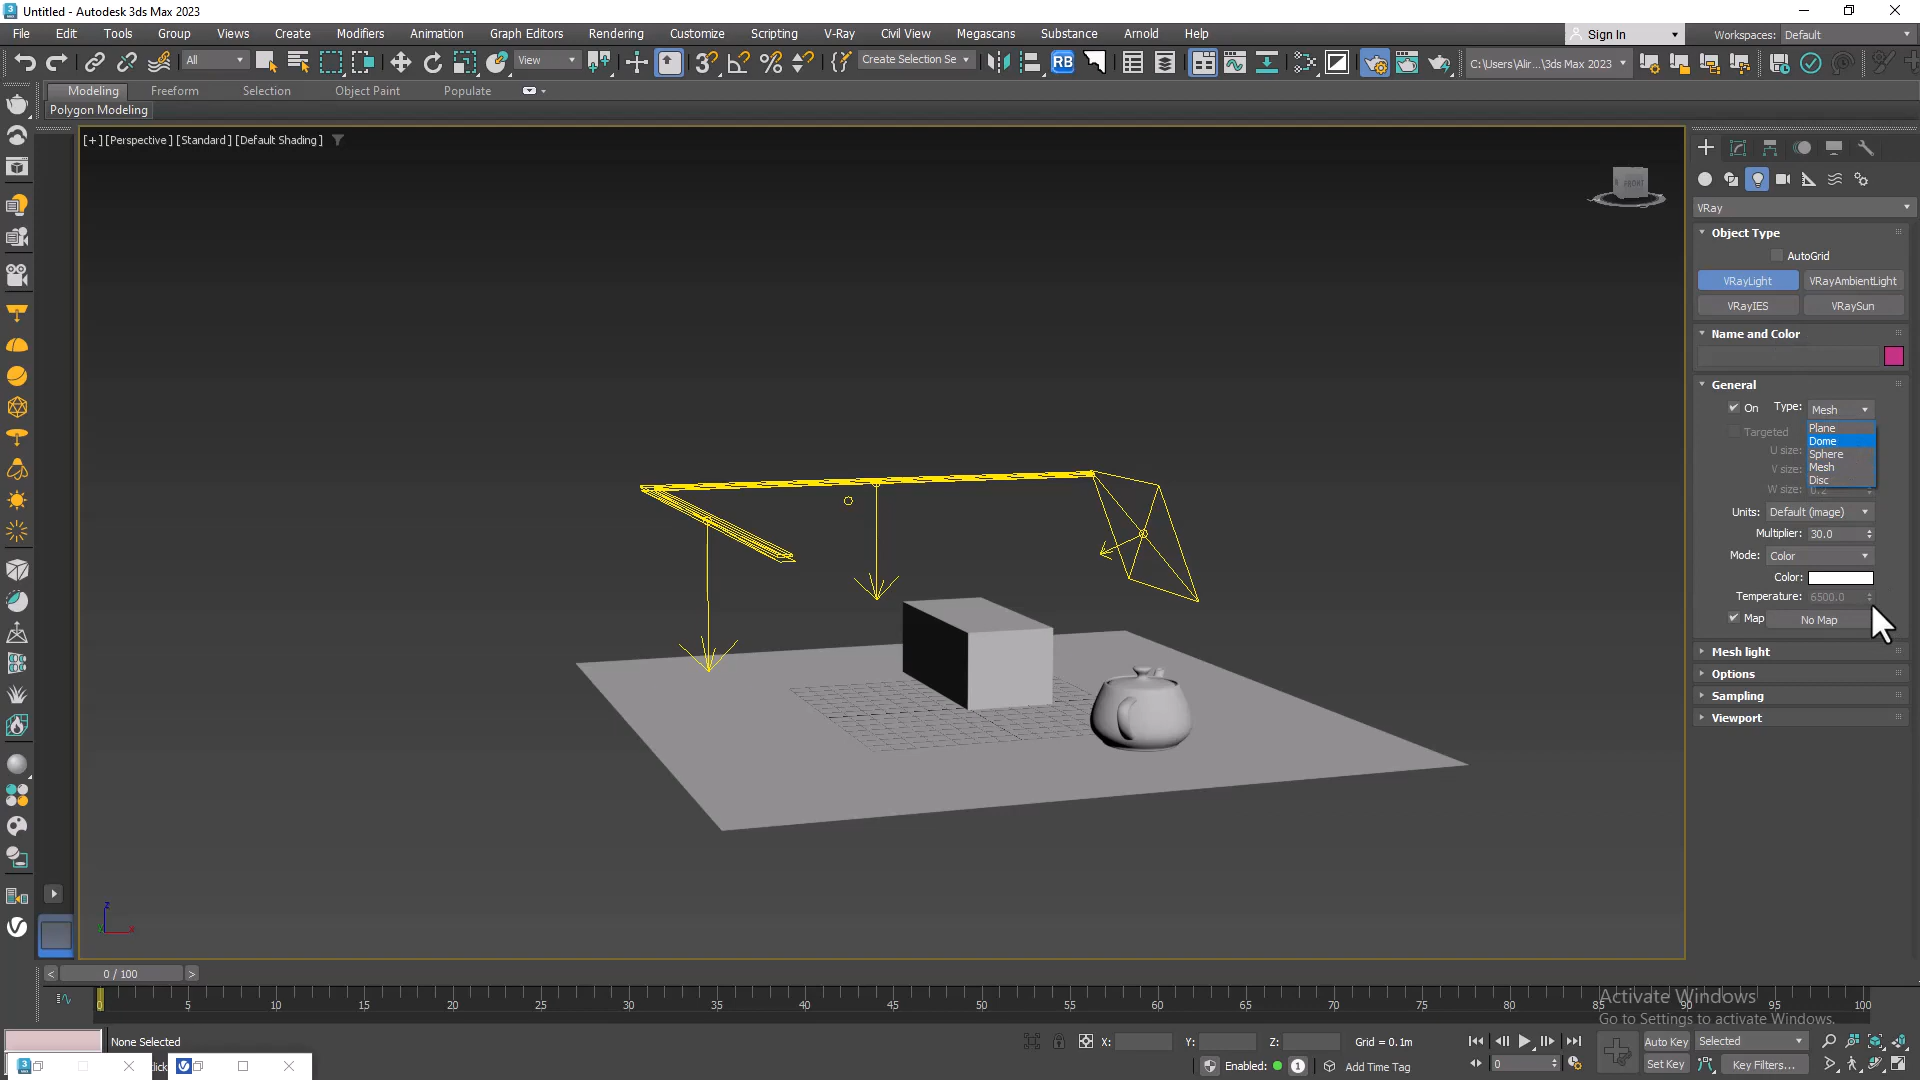 Untitled - Autodesk 3ds Max 2023
File Edit Tools Group Views Create Modifiers Animation Graph Editors Rendering Customize Scripting V-Ray Civil View Megascans Substance Arnold Help
Sign In
Workspaces: Default
All
View
Create Selection Se
RB
C:\Users\Alir...\3ds Max 2023
Modeling Freeform Selection Object Paint Populate
Polygon Modeling
[+] [Perspective] [Standard] [Default Shading]
FRONT
VRay
Object Type
AutoGrid
VRayLight VRayAmbientLight
VRayIES VRaySun
Name and Color
General
On Type: Mesh
Plane
Targeted
Dome
U size:
Sphere
V size:
Mesh
Disc
W size: 0.2
Units: Default (image)
Multiplier: 30.0
Mode: Color
Color:
Temperature: 6500.0
Map No Map
Mesh light
Options
Sampling
Viewport
z
x
0 / 100
0 5 10 15 20 25 30 35 40 45 50 55 60 65 70 75 80 85 90 95 100
Activate Windows
Go to Settings to activate Windows.
None Selected
X: Y: Z: Grid = 0.1m
Auto Key Selected
lick
Enabled: 1 Add Time Tag
0
Set Key Key Filters...